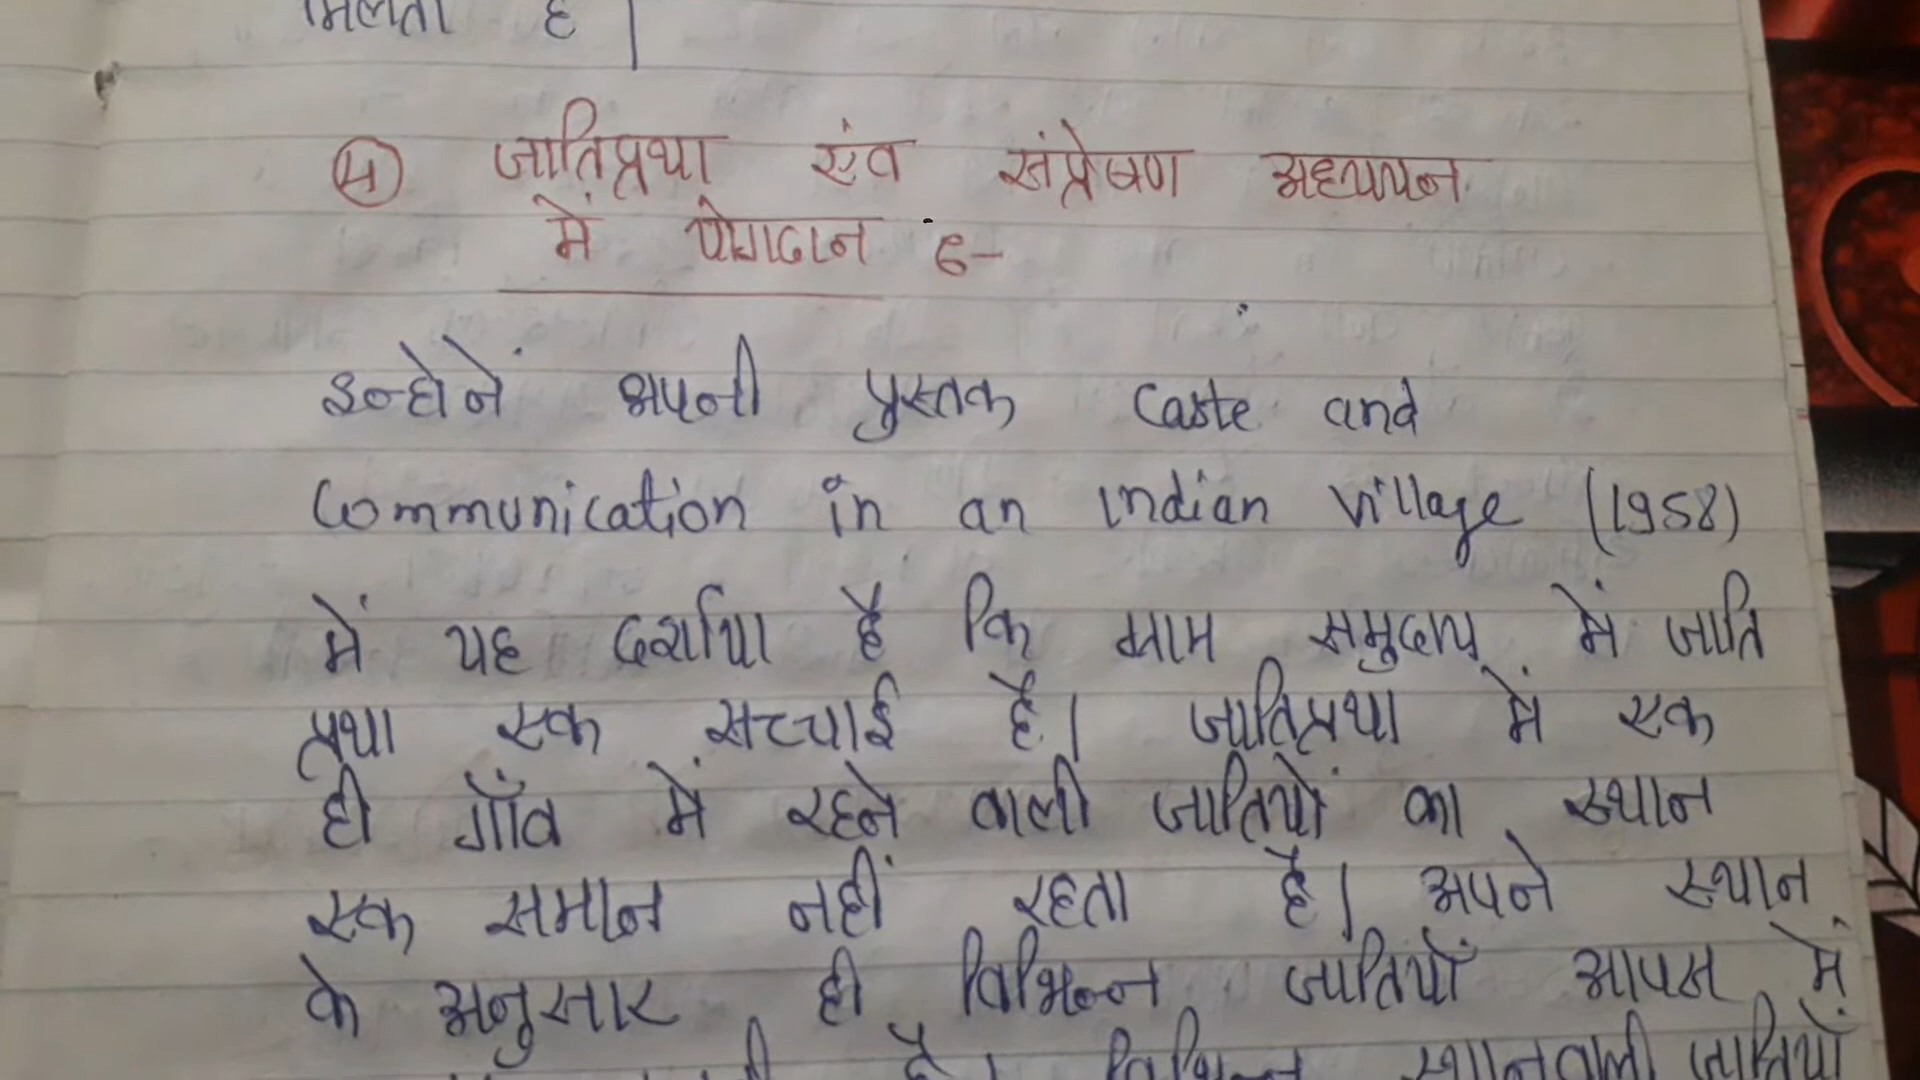 मिलता है।
④ जातिप्रथा एंव संप्रेषण अध्ययन
में योगदान :-
इन्होनें अपनी पुस्तक Caste and
Communication in an indian village (1958)
में यह दर्शाया है कि ग्राम समुदाय में जाति
प्रथा एक सच्चाई है। जातिप्रथा में एक
ही गाँव में रहने वाली जातियों का स्थान
एक समान नहीं रहता है। अपने स्थान
के अनुसार ही विभिन्न जातियाँ आपस में
है। विभिन्न स्थानवाली जातियाँ